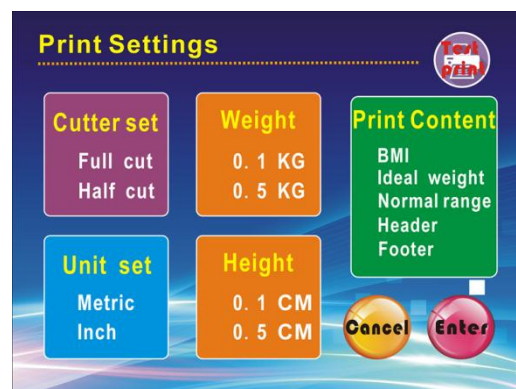 Print Settings
Test
print
Cutter set
Full cut
Half cut
Weight
0.1 KG
0.5 KG
Print Content
BMI
Ideal weight
Normal range
Header
Footer
Unit set
Metric
Inch
Height
0.1 CM
0.5 CM
Cancel
Enter